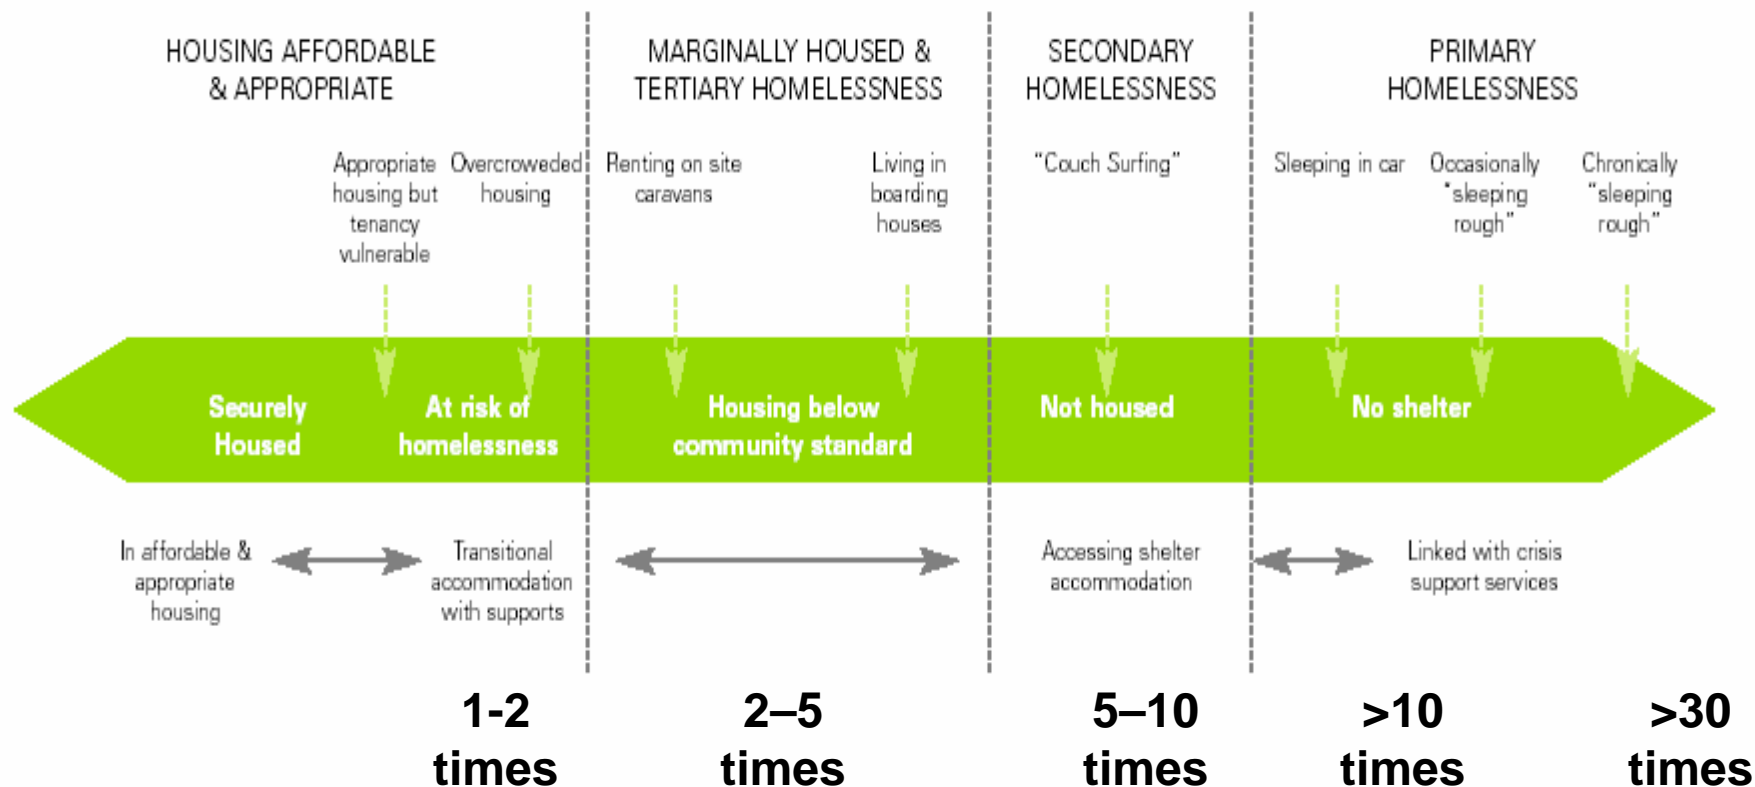 HOUSING AFFORDABLE
& APPROPRIATE
MARGINALLY HOUSED &
TERTIARY HOMELESSNESS
SECONDARY
HOMELESSNESS
PRIMARY
HOMELESSNESS
Appropriate
housing but
tenancy
vulnerable
Overcroweded
housing
Renting on site
caravans
Living in
boarding
houses
"Couch Surfing"
Sleeping in car
Occasionally
"sleeping
rough"
Chronically
"sleeping
rough"
Securely
Housed
At risk of
homelessness
Housing below
community standard
Not housed
No shelter
In affordable &
appropriate
housing
Transitional
accommodation
with supports
Accessing shelter
accommodation
Linked with crisis
support services
1-2
times
2–5
times
5–10
times
>10
times
>30
times